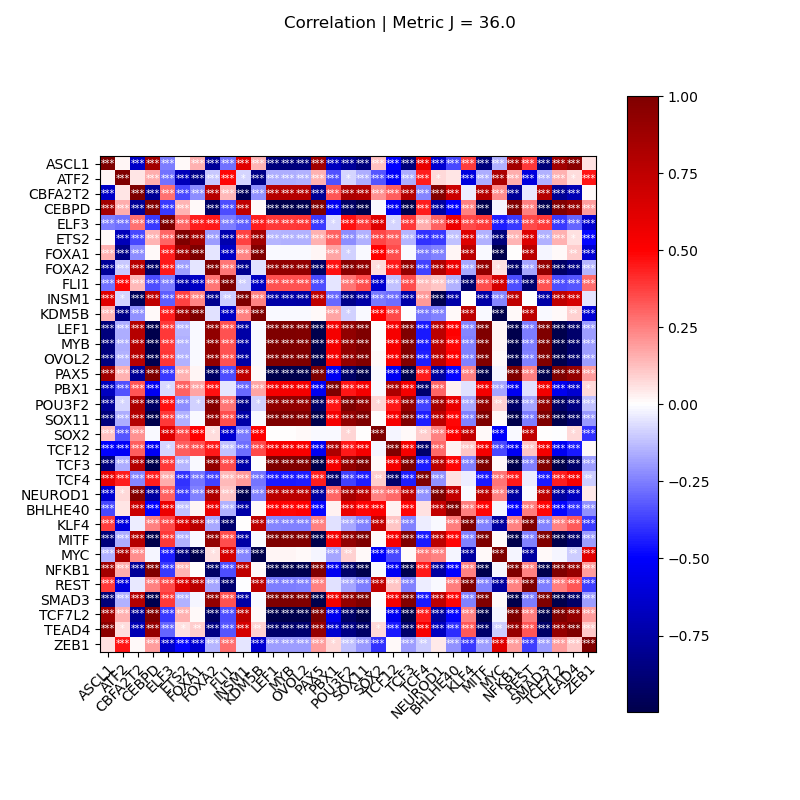 Correlation | Metric J = 36.0
ASCL1
ATF2
CBFA2T2
CEBPD
ELF3
ETS2
FOXA1
FOXA2
FLI1
INSM1
KDM5B
LEF1
MYB
OVOL2
PAX5
PBX1
POU3F2
SOX11
SOX2
TCF12
TCF3
TCF4
NEUROD1
BHLHE40
KLF4
MITF
MYC
NFKB1
REST
SMAD3
TCF7L2
TEAD4
ZEB1
ASCL1
ATF2
CBFA2T2
CEBPD
ELF3
ETS2
FOXA1
FOXA2
FLI1
INSM1
KDM5B
LEF1
MYB
OVOL2
PAX5
PBX1
POU3F2
SOX11
SOX2
TCF12
TCF3
TCF4
NEUROD1
BHLHE40
KLF4
MITF
MYC
NFKB1
REST
SMAD3
TCF7L2
TEAD4
ZEB1
1.00
0.75
0.50
0.25
0.00
−0.25
−0.50
−0.75